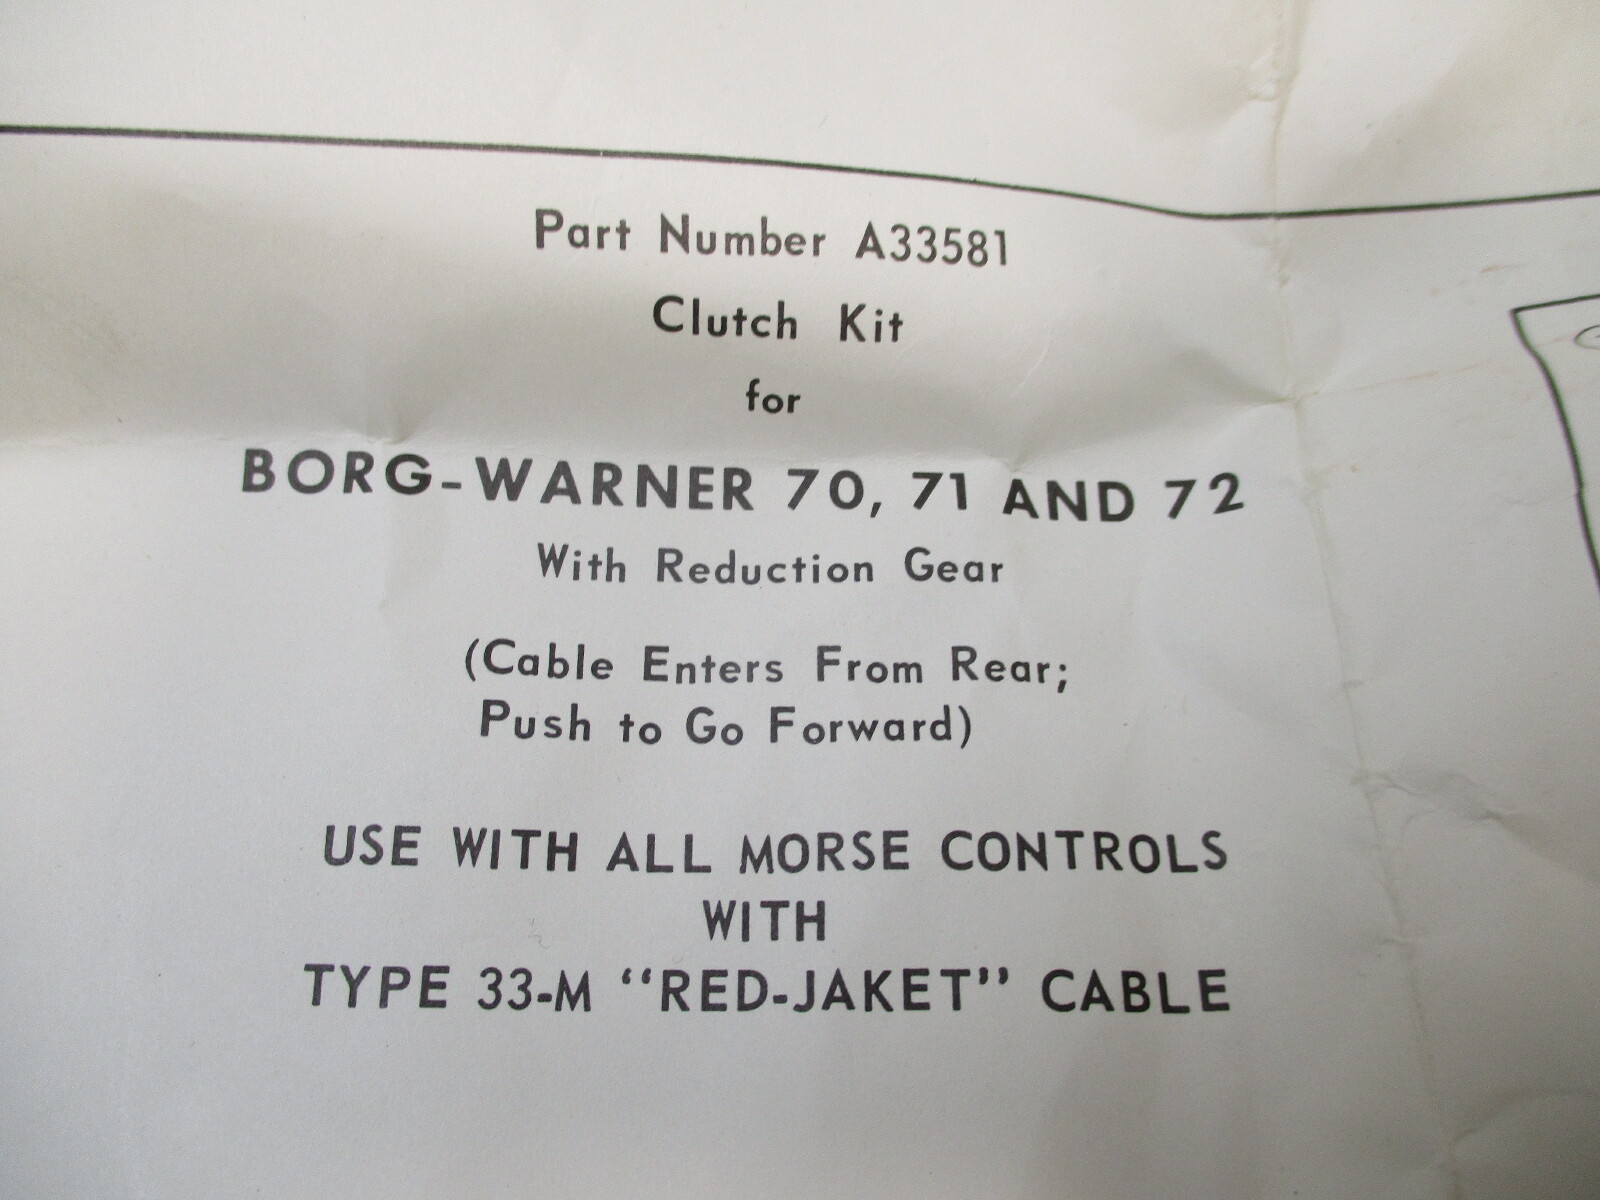 Part Number A33581
Clutch Kit
for
BORG-WARNER 70, 71 AND 72
With Reduction Gear
(Cable Enters From Rear;
Push to Go Forward)
USE WITH ALL MORSE CONTROLS
WITH
TYPE 33-M "RED-JAKET" CABLE